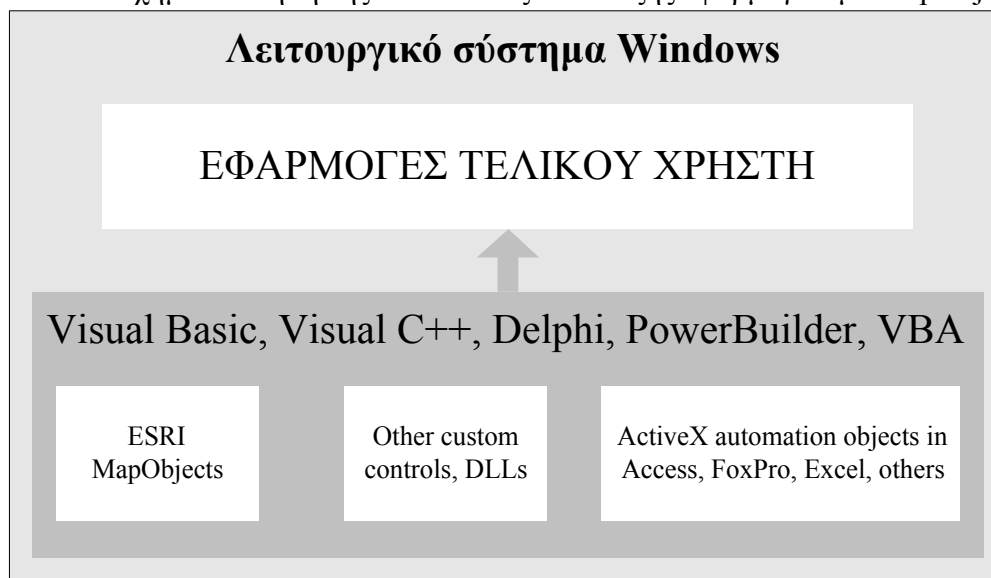 Λειτουργικό σύστημα Windows
ΕΦΑΡΜΟΓΕΣ ΤΕΛΙΚΟΥ ΧΡΗΣΤΗ
Visual Basic, Visual C++, Delphi, PowerBuilder, VBA
ESRI
MapObjects
Other custom
controls, DLLs
ActiveX automation objects in
Access, FoxPro, Excel, others